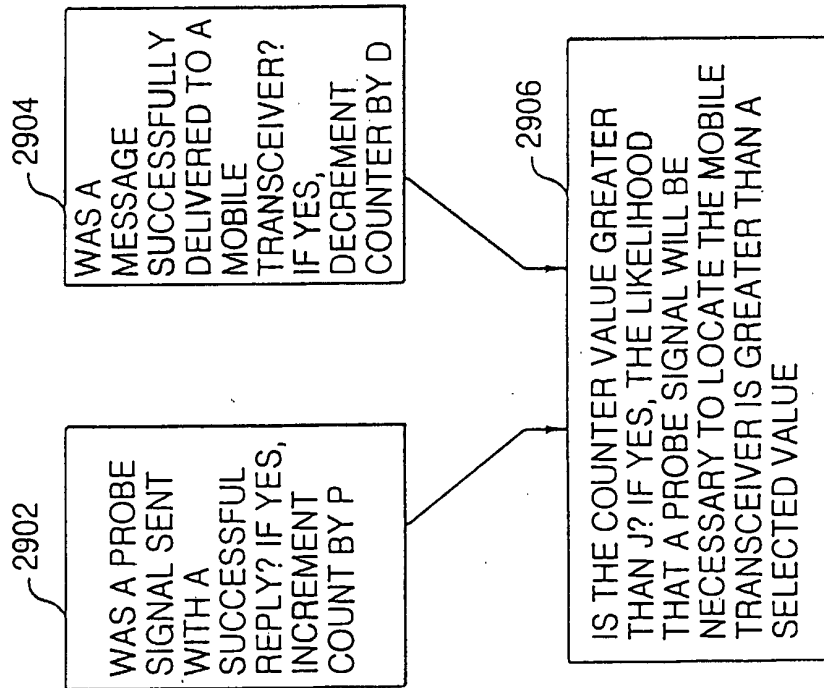 2902
WAS A PROBE
SIGNAL SENT
WITH A
SUCCESSFUL
REPLY? IF YES,
INCREMENT
COUNT BY P
2904
WAS A
MESSAGE
SUCCESSFULLY
DELIVERED TO A
MOBILE
TRANSCEIVER?
IF YES,
DECREMENT
COUNTER BY D
2906
IS THE COUNTER VALUE GREATER
THAN J? IF YES, THE LIKELIHOOD
THAT A PROBE SIGNAL WILL BE
NECESSARY TO LOCATE THE MOBILE
TRANSCEIVER IS GREATER THAN A
SELECTED VALUE